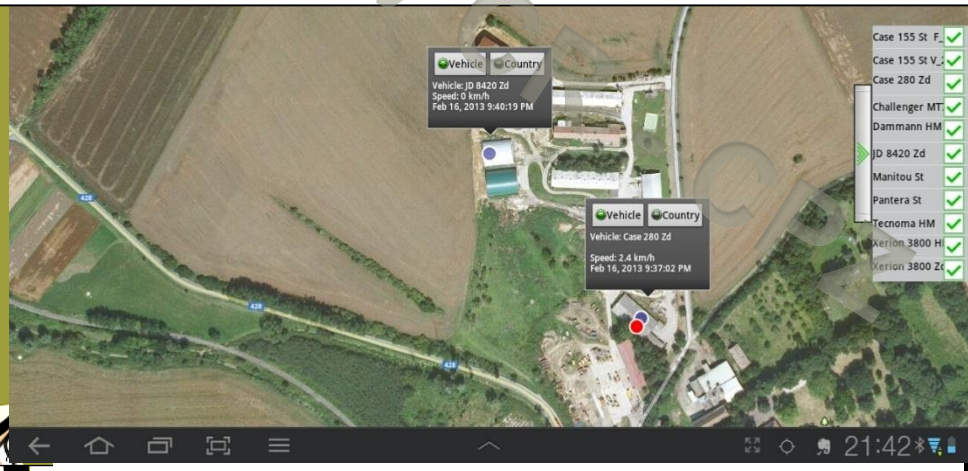 Case 155 St F_
Case 155 St V_
Case 280 Zd
Challenger MT
Dammann HM
JD 8420 Zd
Manitou St
Pantera St
Tecnoma HM
Xerion 3800 H
Xerion 3800 Z
Vehicle Country
Vehicle: JD 8420 Zd
Speed: 0 km/h
Feb 16, 2013 9:40:19 PM
Vehicle Country
Vehicle: Case 280 Zd
Speed: 2.4 km/h
Feb 16, 2013 9:37:02 PM
428
428
428
21:42